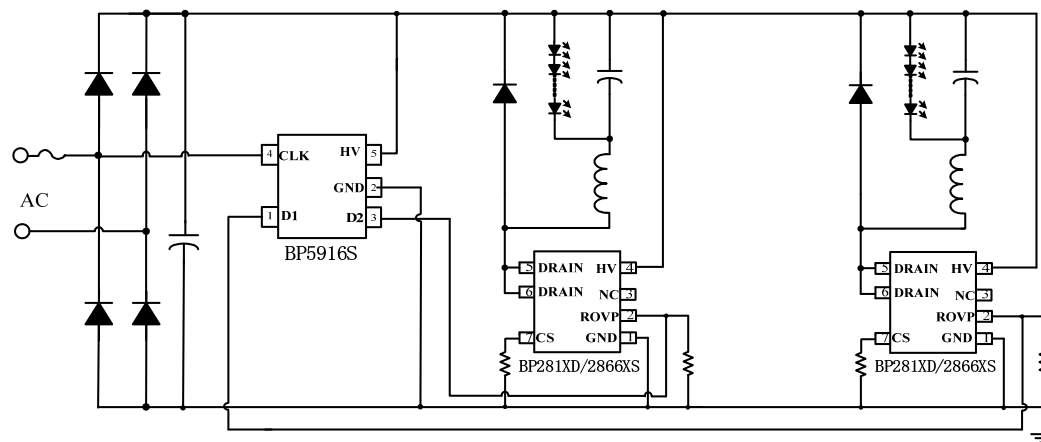 4 CLK HV 5
GND 2
AC
1 D1 D2 3
BP5916S
5 DRAIN HV 4
6 DRAIN NC 3
ROVP 2
7 CS GND 1
BP281XD/2866XS
5 DRAIN HV 4
6 DRAIN NC 3
ROVP 2
7 CS GND 1
BP281XD/2866XS